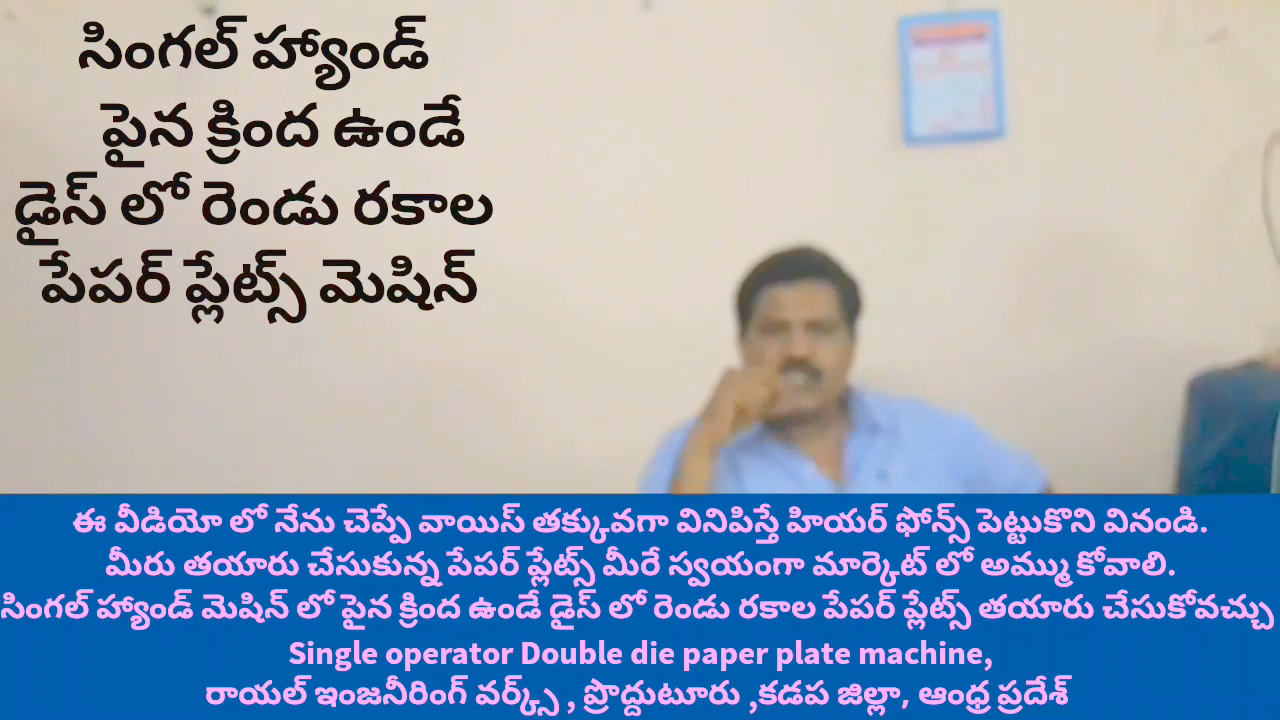 సింగల్ హ్యాండ్
పైన క్రింద ఉండే
డైస్ లో రెండు రకాల
పేపర్ ప్లేట్స్ మెషిన్
ఈ వీడియో లో నేను చెప్పే వాయిస్ తక్కువగా వినిపిస్తే హియర్ ఫోన్స్ పెట్టుకొని వినండి.
మీరు తయారు చేసుకున్న పేపర్ ప్లేట్స్ మీరే స్వయంగా మార్కెట్ లో అమ్ము కోవాలి.
సింగల్ హ్యాండ్ మెషిన్ లో పైన క్రింద ఉండే డైస్ లో రెండు రకాల పేపర్ ప్లేట్స్ తయారు చేసుకోవచ్చు
Single operator Double die paper plate machine,
రాయల్ ఇంజనీరింగ్ వర్క్స్ , ప్రొద్దుటూరు ,కడప జిల్లా, ఆంధ్ర ప్రదేశ్